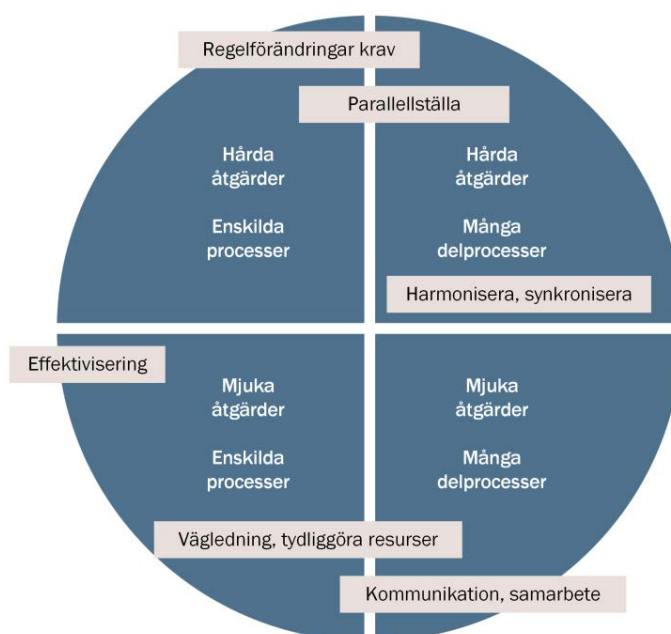 Regelförändringar krav
Parallellställa
Hårda
åtgärder
Enskilda
processer
Hårda
åtgärder
Många
delprocesser
Harmonisera, synkronisera
Effektivisering
Mjuka
åtgärder
Enskilda
processer
Mjuka
åtgärder
Många
delprocesser
Vägledning, tydliggöra resurser
Kommunikation, samarbete